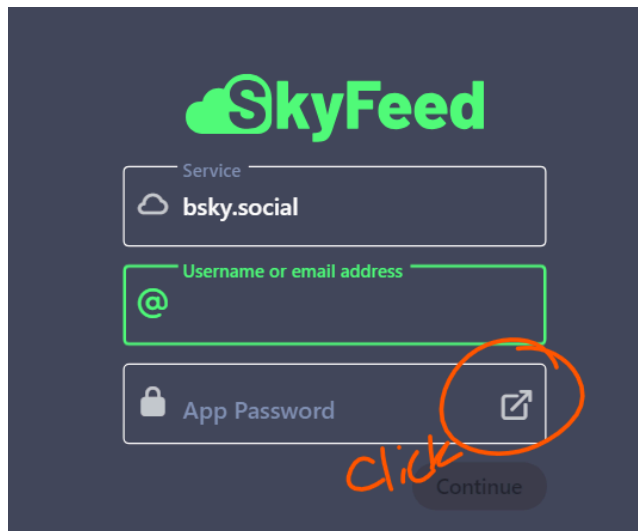 SkyFeed
Service
bsky.social
Username or email address
@
App Password
Click
Continue